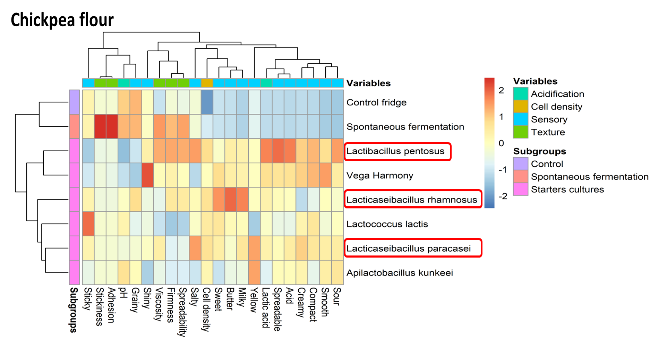 Chickpea flour
Variables
Control fridge
Spontaneous fermentation
Lactibacillus pentosus
Vega Harmony
Lacticaseibacillus rhamnosus
Lactococcus lactis
Lacticaseibacillus paracasei
Apilactobacillus kunkeei
Subgroups
Sticky
Stickiness
Adhesion
pH
Grainy
Shiny
Viscosity
Firmness
Spreadability
Salty
Cell density
Sweet
Butter
Milky
Yellow
Lactic acid
Spreadable
Acid
Creamy
Compact
Smooth
Sour
2
1
0
-1
-2
Variables
Acidification
Cell density
Sensory
Texture
Subgroups
Control
Spontaneous fermentation
Starters cultures